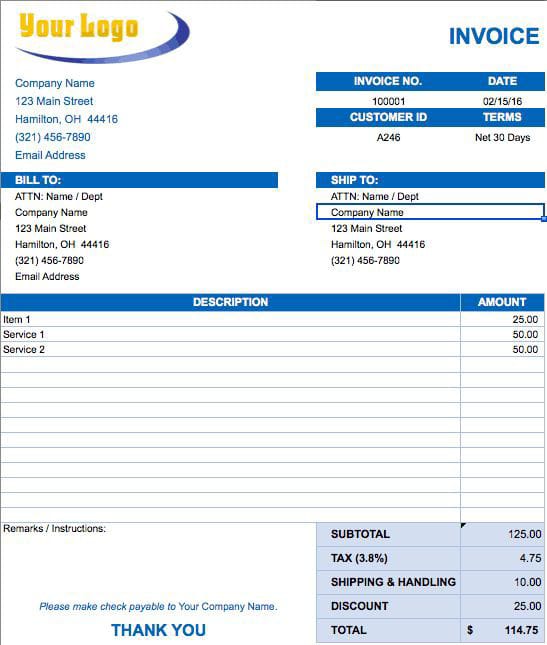 Your Logo
INVOICE
Company Name
123 Main Street
Hamilton, OH 44416
(321) 456-7890
Email Address
INVOICE NO. DATE
100001 02/15/16
CUSTOMER ID TERMS
A246 Net 30 Days
BILL TO:
ATTN: Name / Dept
Company Name
123 Main Street
Hamilton, OH 44416
(321) 456-7890
Email Address
SHIP TO:
ATTN: Name / Dept
Company Name
123 Main Street
Hamilton, OH 44416
(321) 456-7890
DESCRIPTION AMOUNT
Item 1 25.00
Service 1 50.00
Service 2 50.00
Remarks / Instructions:
SUBTOTAL 125.00
TAX (3.8%) 4.75
SHIPPING & HANDLING 10.00
DISCOUNT 25.00
TOTAL $ 114.75
Please make check payable to Your Company Name.
THANK YOU